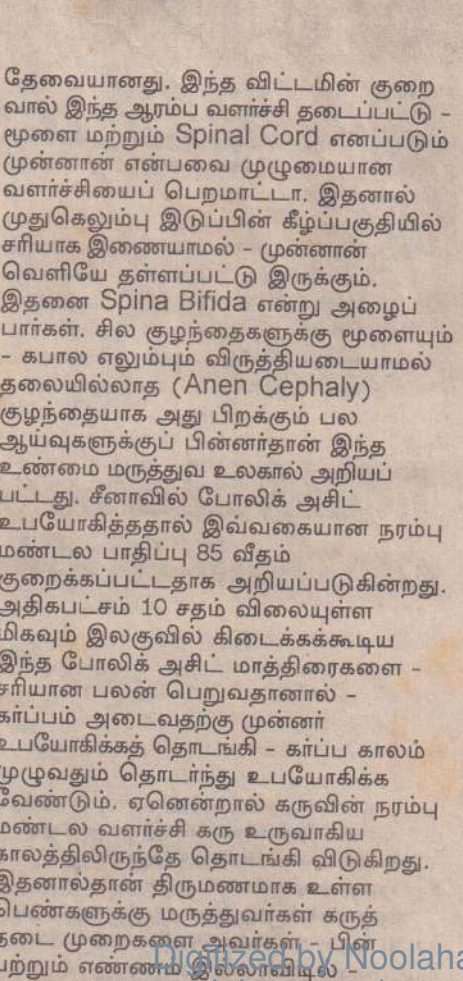 தேவையானது. இந்த விட்டமின் குறை
வால் இந்த ஆரம்ப வளர்ச்சி தடைப்பட்டு -
மூளை மற்றும் Spinal Cord எனப்படும்
முன்னான் என்பவை முழுமையான
வளர்ச்சியைப் பெறமாட்டா. இதனால்
முதுகெலும்பு இடுப்பின் கீழ்ப்பகுதியில்
சரியாக இணையாமல் - முன்னான்
வெளியே தள்ளப்பட்டு இருக்கும்.
இதனை Spina Bifida என்று அழைப்
பார்கள். சில குழந்தைகளுக்கு மூளையும்
- கபால எலும்பும் விருத்தியடையாமல்
தலையில்லாத (Anen Cephaly)
குழந்தையாக அது பிறக்கும் பல
ஆய்வுகளுக்குப் பின்னர்தான் இந்த
உண்மை மருத்துவ உலகால் அறியப்
பட்டது. சீனாவில் போலிக் அசிட்
உபயோகித்ததால் இவ்வகையான நரம்பு
மண்டல பாதிப்பு 85 வீதம்
குறைக்கப்பட்டதாக அறியப்படுகின்றது.
அதிகபட்சம் 10 சதம் விலையுள்ள
மிகவும் இலகுவில் கிடைக்கக்கூடிய
இந்த போலிக் அசிட் மாத்திரைகளை -
சரியான பலன் பெறுவதானால் -
கர்ப்பம் அடைவதற்கு முன்னர்
உபயோகிக்கத் தொடங்கி - கர்ப்ப காலம்
முழுவதும் தொடர்ந்து உபயோகிக்க
வேண்டும். ஏனென்றால் கருவின் நரம்பு
மண்டல வளர்ச்சி கரு உருவாகிய
காலத்திலிருந்தே தொடங்கி விடுகிறது.
இதனால்தான் திருமணமாக உள்ள
பெண்களுக்கு மருத்துவர்கள் கருத்
தடை முறைகளை அவர்கள் - பின்
பற்றும் எண்ணம் இல்லாவிடில் -
Digitized by Noolaha